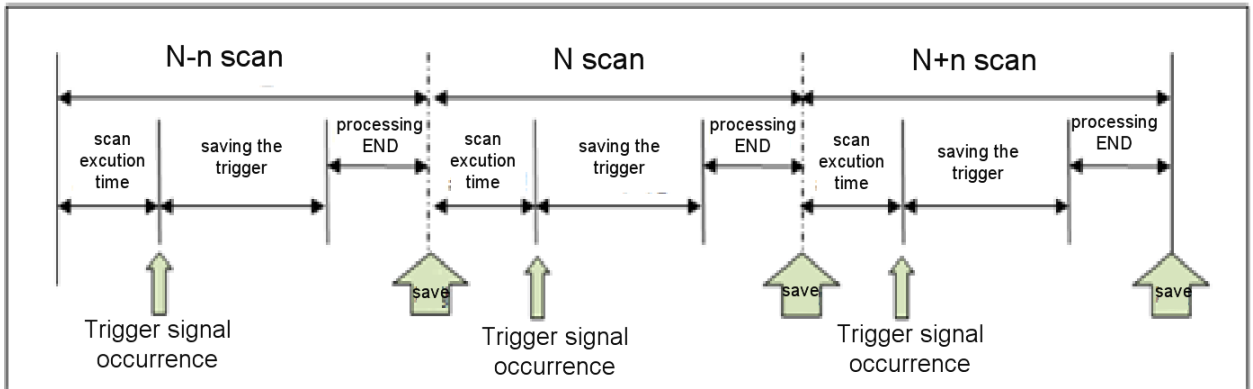 N-n scan
N scan
N+n scan
scan
excution
time
saving the
trigger
processing
END
scan
excution
time
saving the
trigger
processing
END
scan
excution
time
saving the
trigger
processing
END
save
save
save
Trigger signal
occurrence
Trigger signal
occurrence
Trigger signal
occurrence